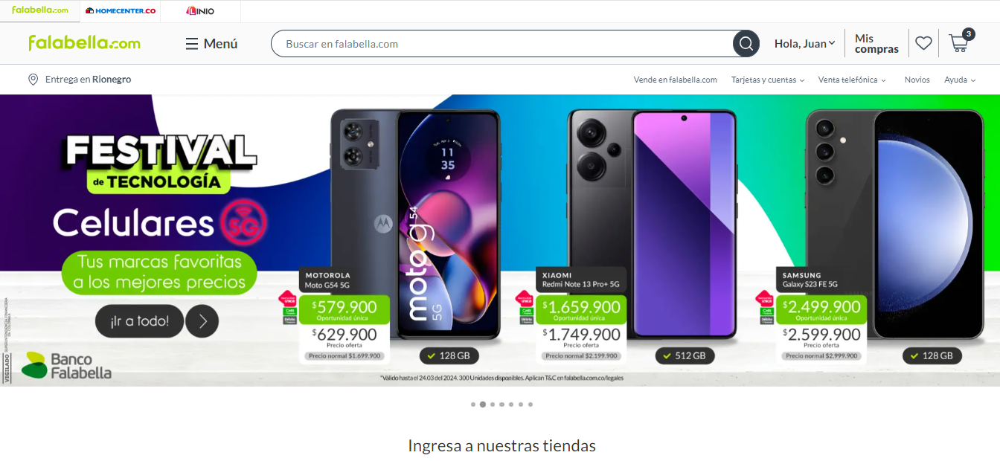 falabella.com
HOMECENTER.CO
LINIO
falabella.com
Menú
Buscar en falabella.com
Hola, Juan
Mis
compras
3
Entrega en Rionegro
Vende en falabella.com
Tarjetas y cuentas
Venta telefónica
Novios
Ayuda
FESTIVAL
de TECNOLOGÍA
Celulares 5G
Tus marcas favoritas
a los mejores precios
¡Ir a todo!
Banco
Falabella
VIGILADO
11
35
moto g54
5G
MOTOROLA
Moto G54 5G
$579.900
Oportunidad única
$629.900
Precio oferta
Precio normal $1.699.900
128 GB
XIAOMI
Redmi Note 13 Pro+ 5G
$1.659.900
Oportunidad única
$1.749.900
Precio oferta
Precio normal $2.199.900
512 GB
SAMSUNG
Galaxy S23 FE 5G
$2.499.900
Oportunidad única
$2.599.900
Precio oferta
Precio normal $2.999.900
128 GB
*Válido hasta el 24.03 del 2024. 300 Unidades disponibles. Aplican T&C en falabella.com.co/legales
Ingresa a nuestras tiendas